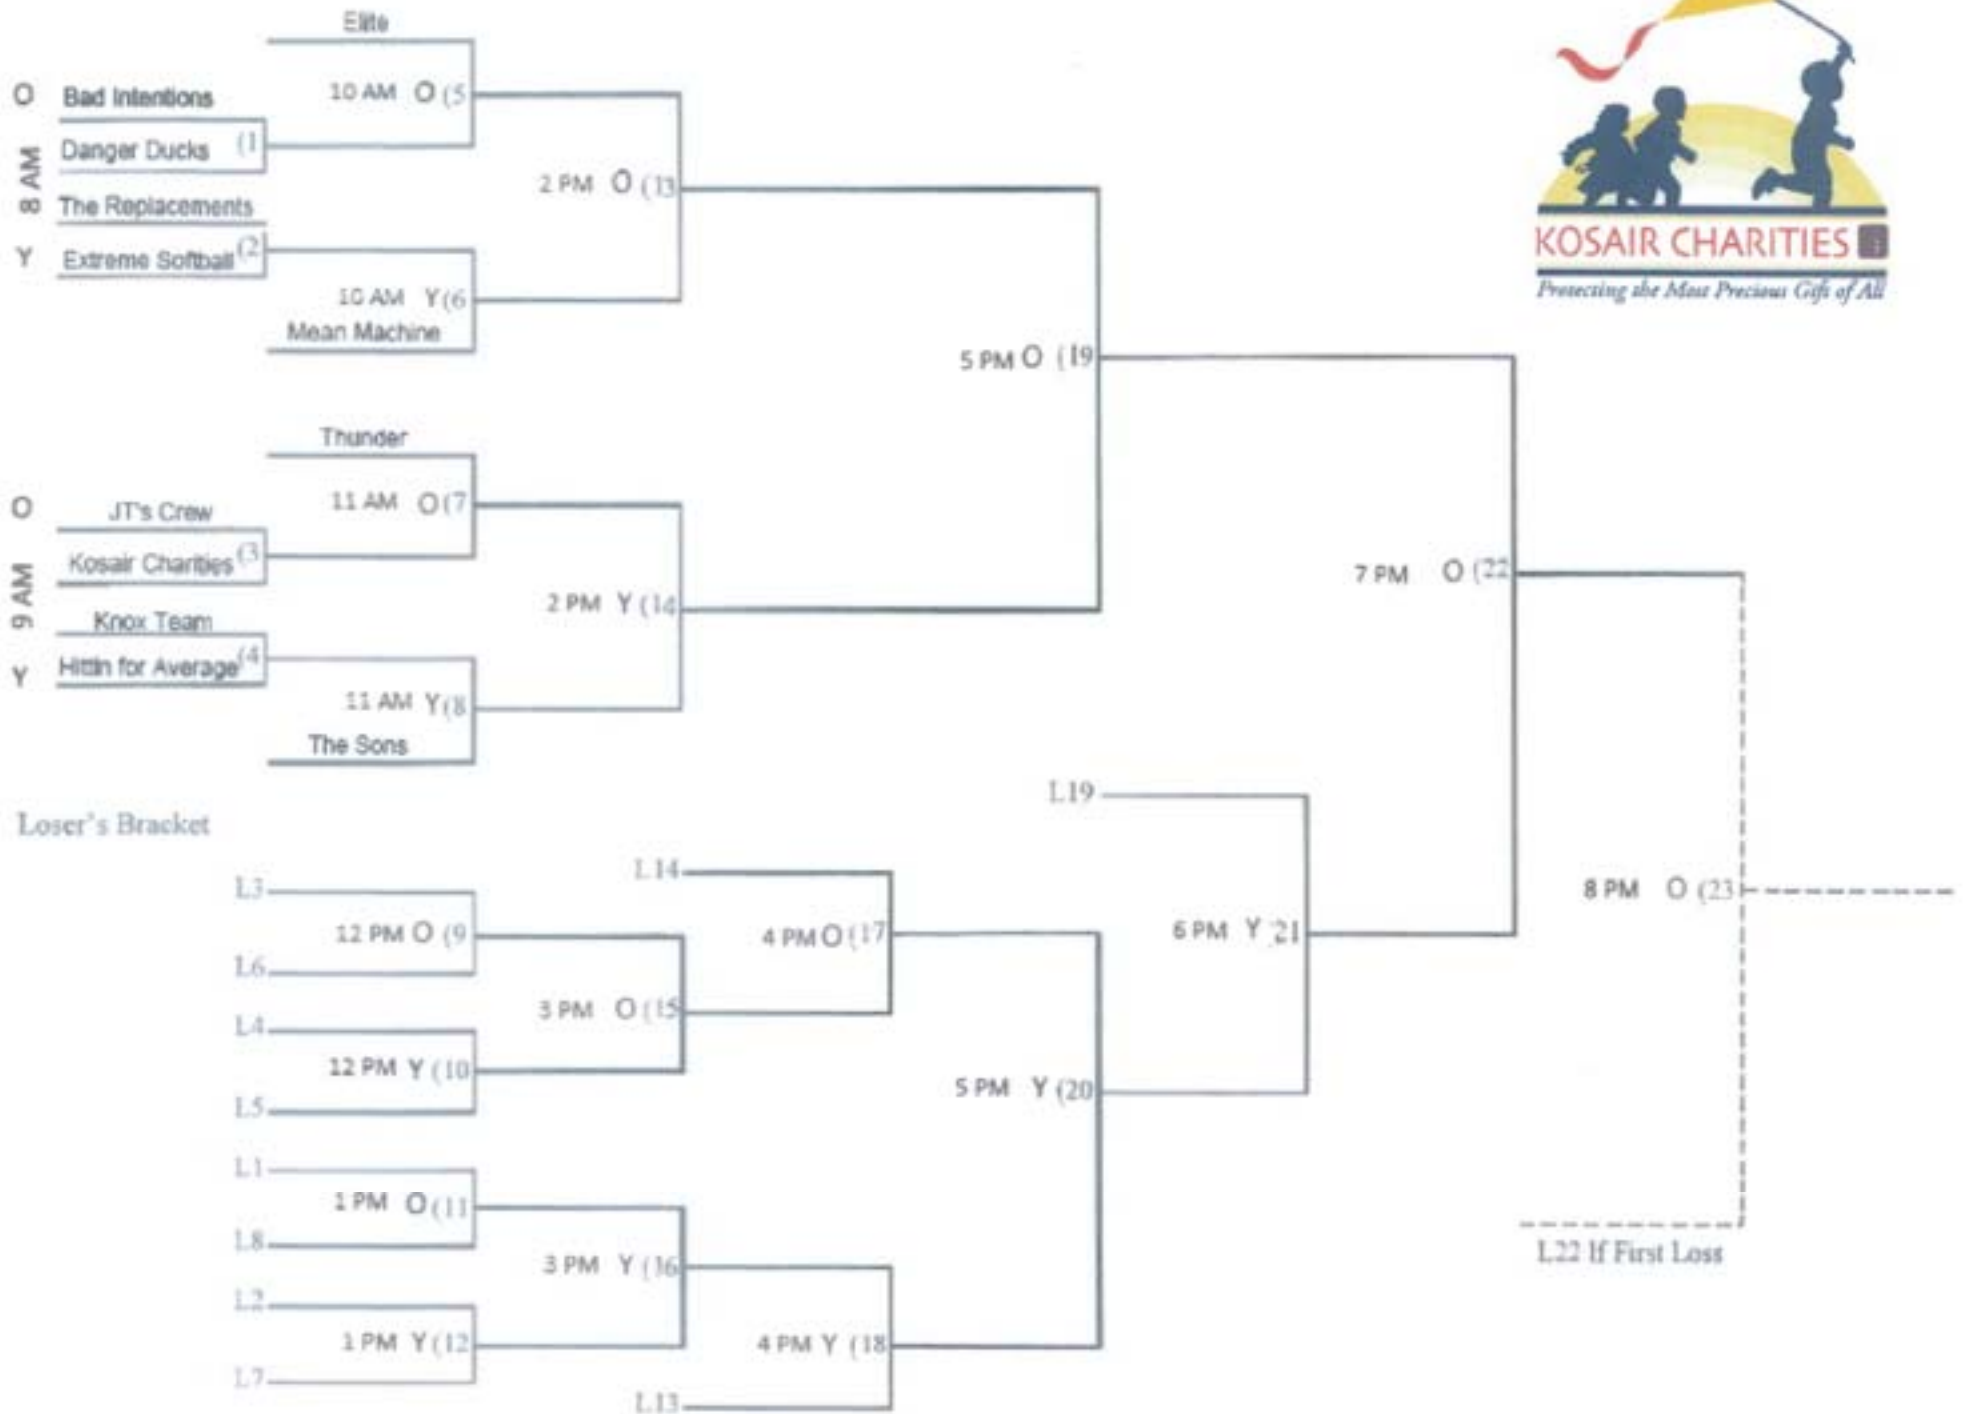 Elite
10 AM O (5
O Bad Intentions
Danger Ducks (1
8 AM
The Replacements
Y Extreme Softball (2
10 AM Y (6
Mean Machine
2 PM O (13
KOSAIR CHARITIES
Protecting the Most Precious Gift of All
5 PM O (19
Thunder
11 AM O (7
O JT's Crew
Kosair Charities (3
9 AM
Knox Team
Y Hittin for Average (4
11 AM Y (8
The Sons
2 PM Y (14
7 PM O (22
Loser's Bracket
L3
12 PM O (9
L6
L4
12 PM Y (10
L5
L1
1 PM O (11
L8
L2
1 PM Y (12
L7
3 PM O (15
3 PM Y (16
L14
4 PM O (17
4 PM Y (18
L13
5 PM Y (20
L19
6 PM Y 21
8 PM O (23
L22 If First Loss